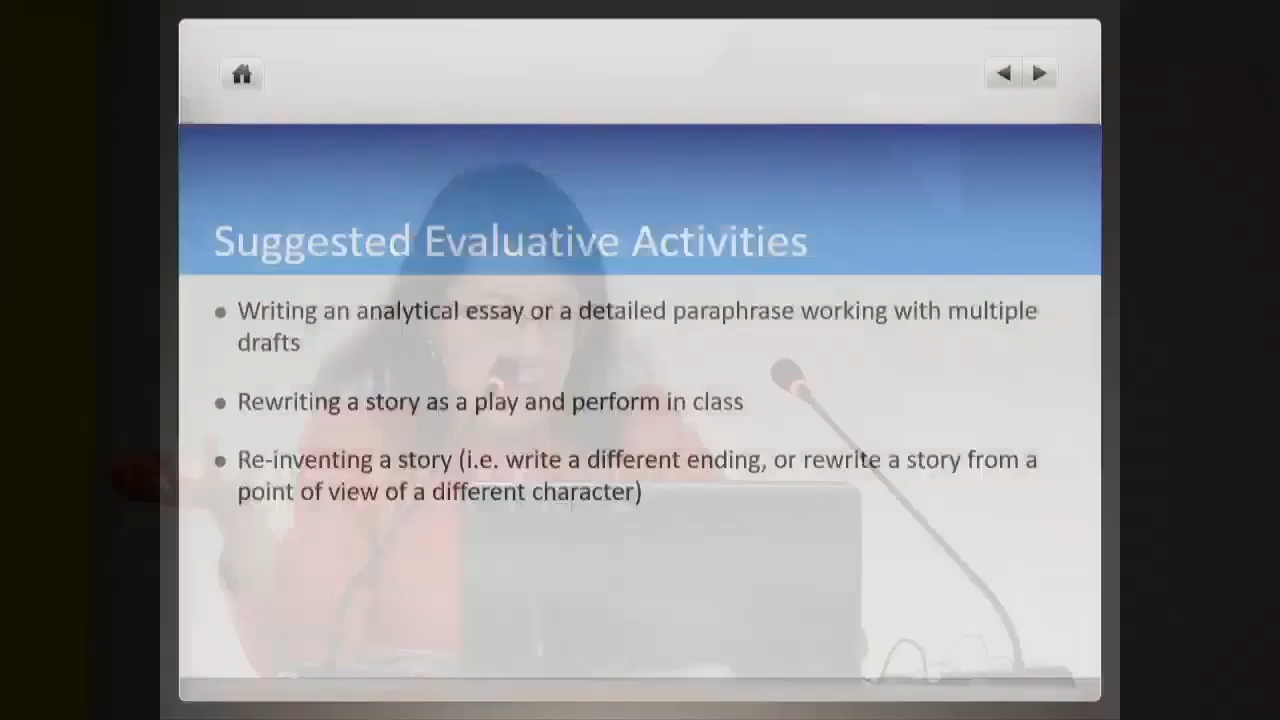 Suggested Evaluative Activities
• Writing an analytical essay or a detailed paraphrase working with multiple
drafts
• Rewriting a story as a play and perform in class
• Re-inventing a story (i.e. write a different ending, or rewrite a story from a
point of view of a different character)